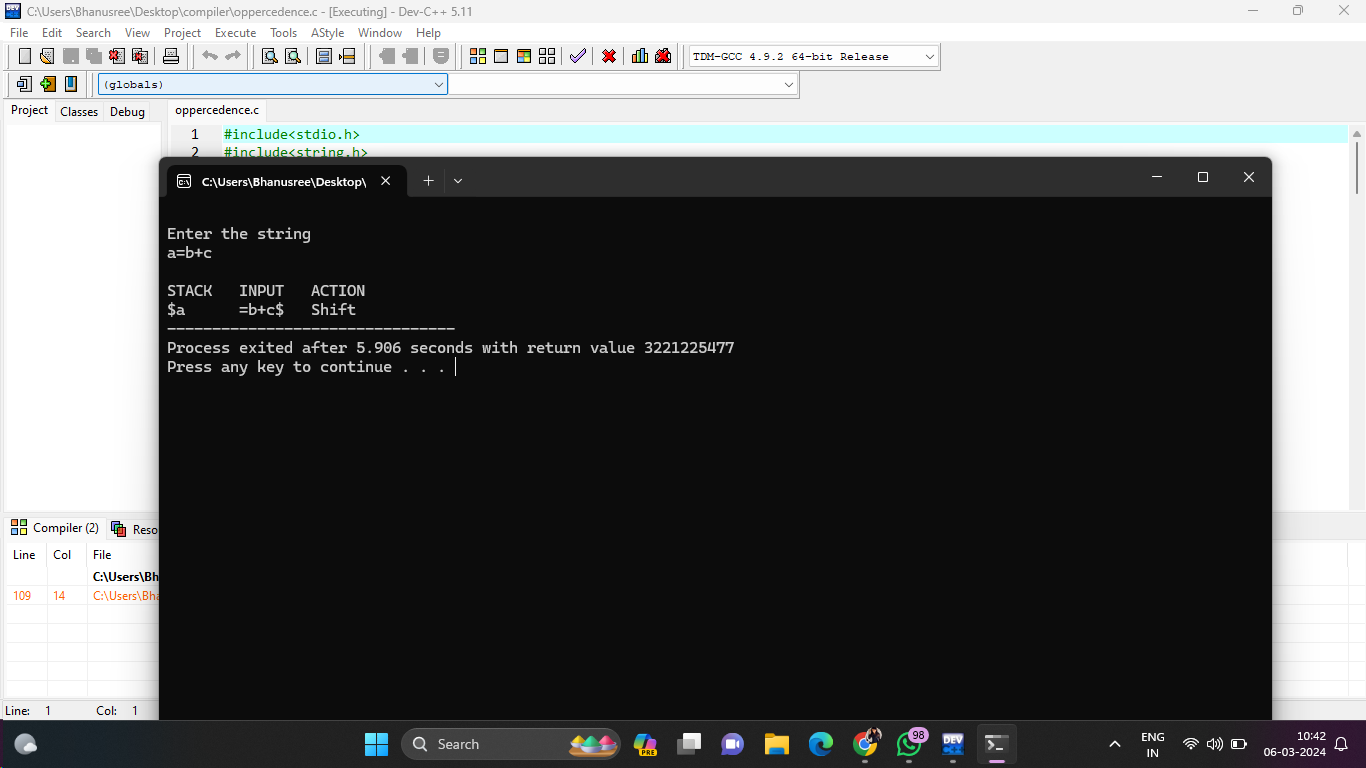 C:\Users\Bhanusree\Desktop\compiler\oppercedence.c - [Executing] - Dev-C++ 5.11
File Edit Search View Project Execute Tools AStyle Window Help
TDM-GCC 4.9.2 64-bit Release
(globals)
Project Classes Debug oppercedence.c
1 #include<stdio.h>
2 #include<string.h>
C:\Users\Bhanusree\Desktop\
Enter the string
a=b+c
STACK INPUT ACTION
$a =b+c$ Shift
--------------------------------
Process exited after 5.906 seconds with return value 3221225477
Press any key to continue . . .
Compiler (2) Reso
Line Col File
C:\Users\Bh
109 14 C:\Users\Bha
Line: 1 Col: 1
Search
PRE
98
DEV
ENG
IN
10:42
06-03-2024